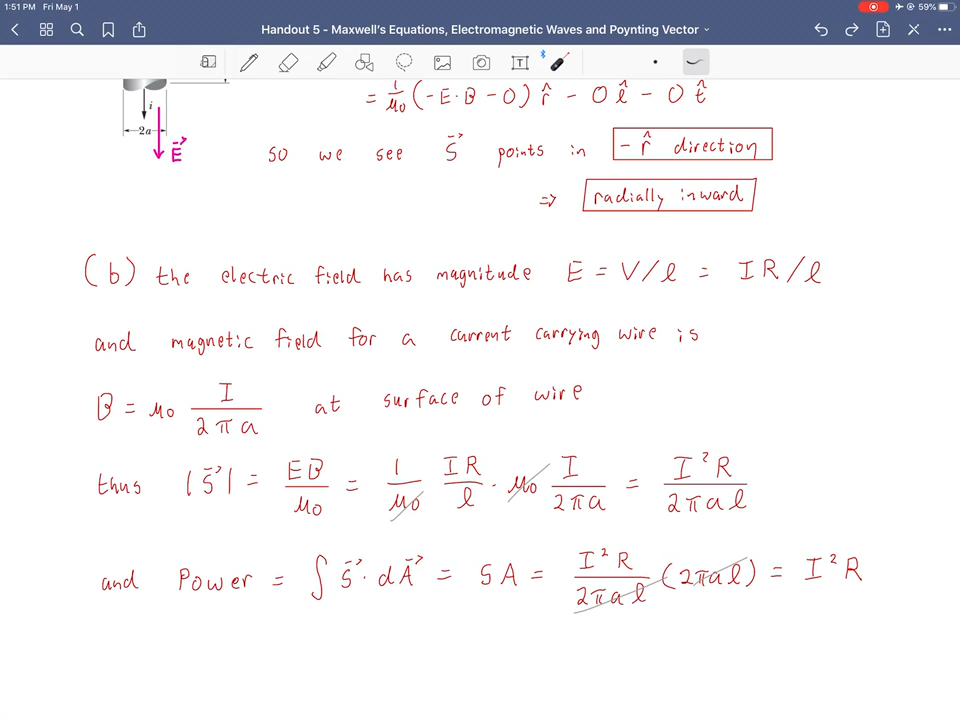 1:51 PM Fri May 1
59%
Handout 5 - Maxwell's Equations, Electromagnetic Waves and Poynting Vector
i
2a
E⃗
= 1/μ₀ (- E·B - 0) r̂ - 0 l̂ - 0 t̂
so we see S⃗ points in - r̂ direction
⇒ radially inward
(b) the electric field has magnitude E = V/l = IR/l
and magnetic field for a current carrying wire is
B = μ₀ I/2πa at surface of wire
thus |S⃗| = EB/μ₀ = 1/μ₀ IR/l · μ₀ I/2πa = I²R/2πal
and Power = ∫ S⃗ · dA⃗ = SA = I²R/2πal (2πal) = I²R